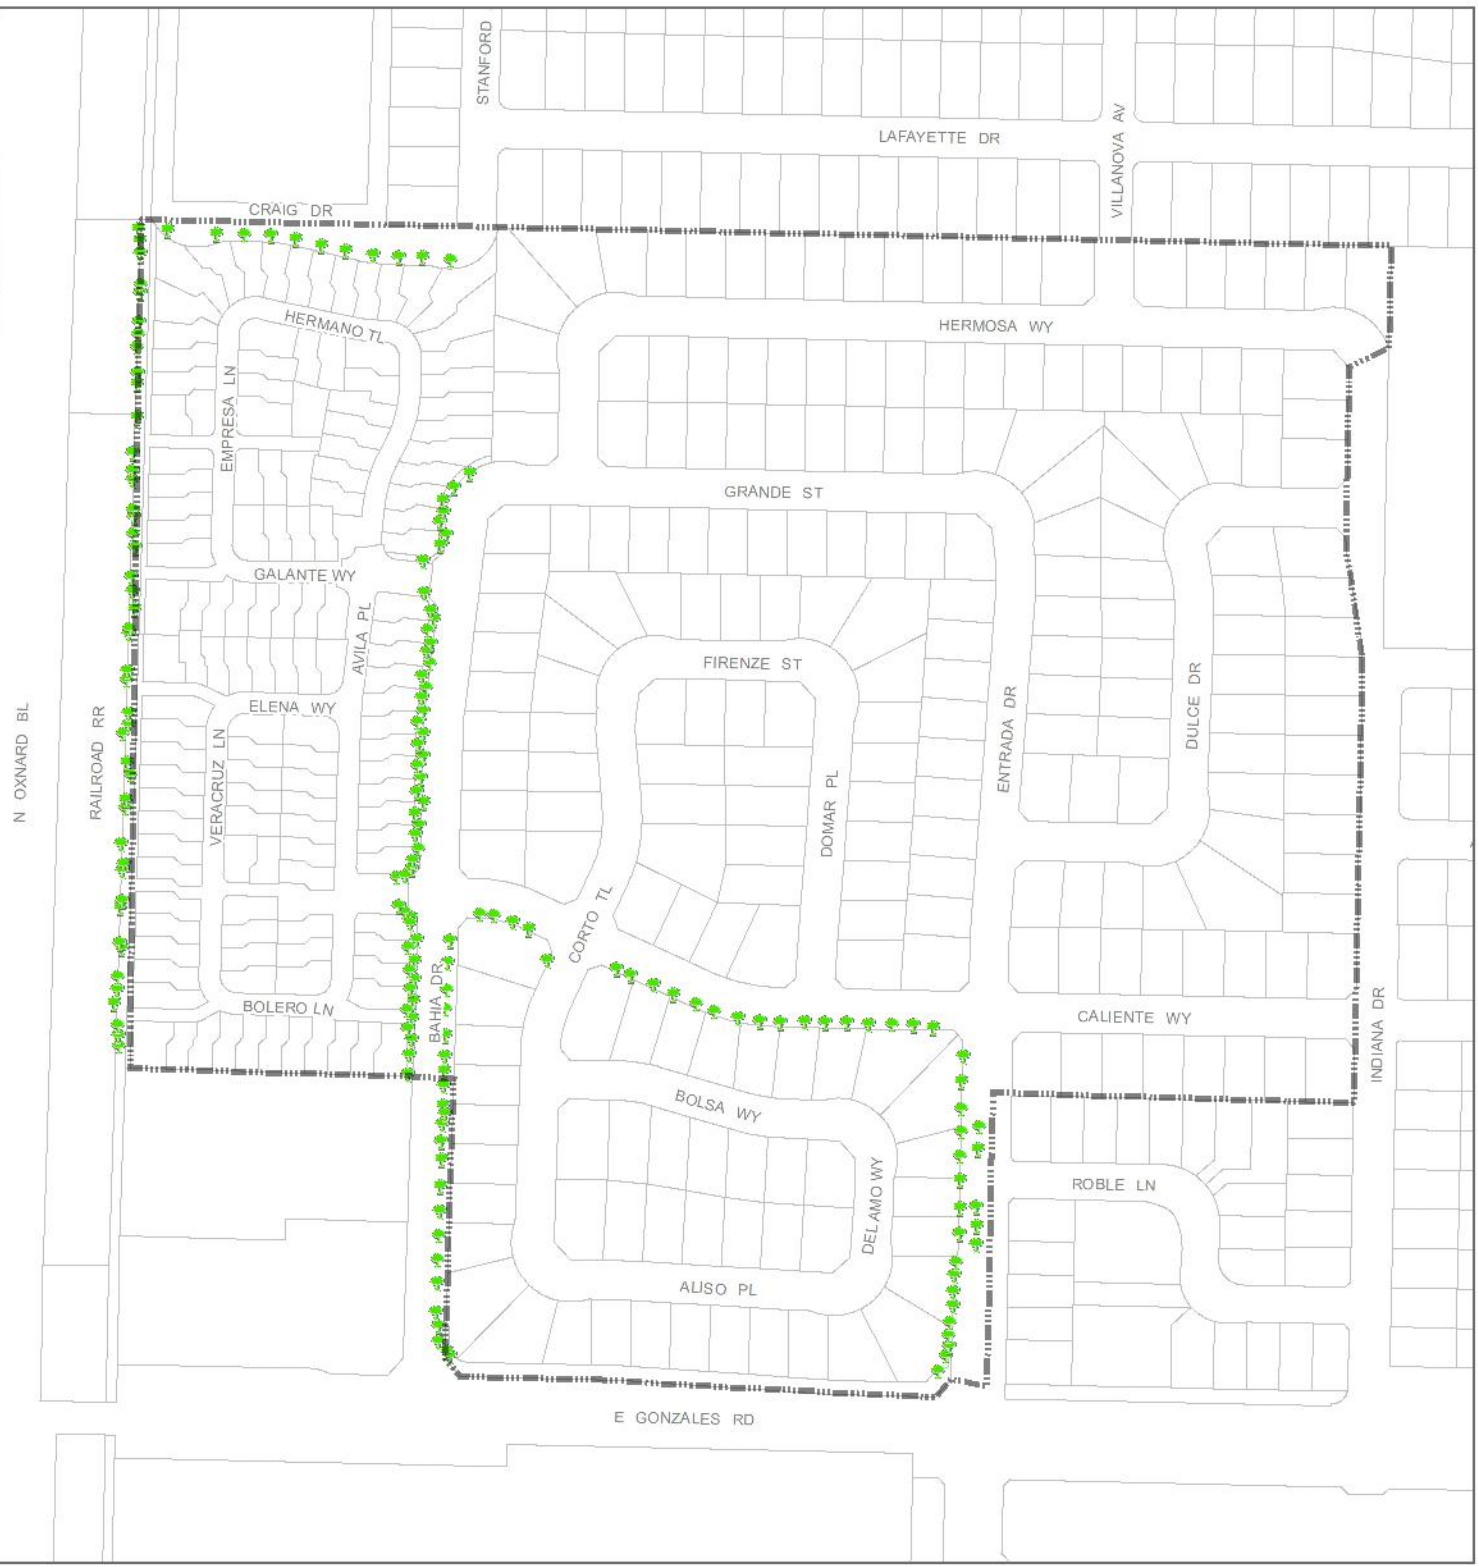 STANFORD
LAFAYETTE DR
VILLANOVA AV
CRAIG DR
HERMANO TL
HERMOSA WY
EMPRESA LN
GRANDE ST
GALANTE WY
AVILA PL
FIRENZE ST
ELENA WY
ENTRADA DR
DULCE DR
N OXNARD BL
RAILROAD RR
VERACRUZ LN
DOMAR PL
CORTO TL
BAHIA DR
BOLERO LN
CALIENTE WY
INDIANA DR
BOLSA WY
DEL AMO WY
ROBLE LN
ALISO PL
E GONZALES RD